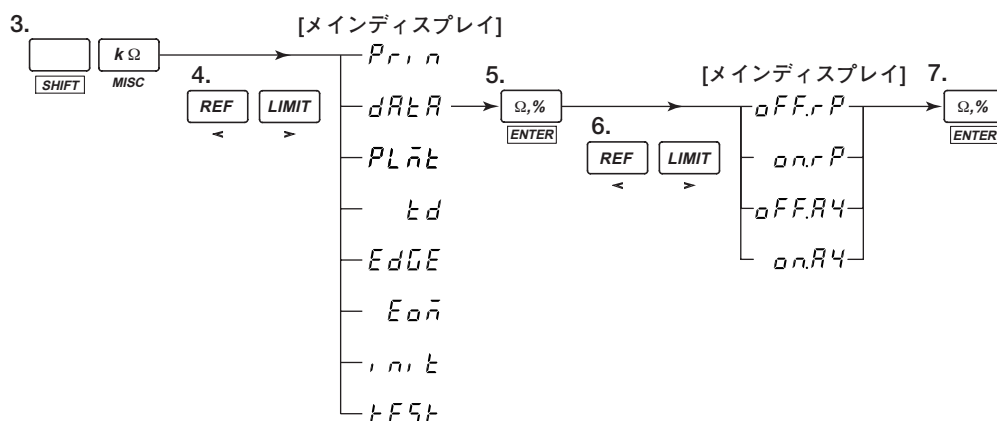 3.
SHIFT
kΩ
MISC
4.
REF
<
LIMIT
>
[メインディスプレイ]
Prin
dAtA
PLm̄t
td
EdGE
Eom̄
init
tESt
5.
Ω,%
ENTER
6.
REF
<
LIMIT
>
[メインディスプレイ]
oFF.rP
on.rP
oFF.AY
on.AY
7.
Ω,%
ENTER